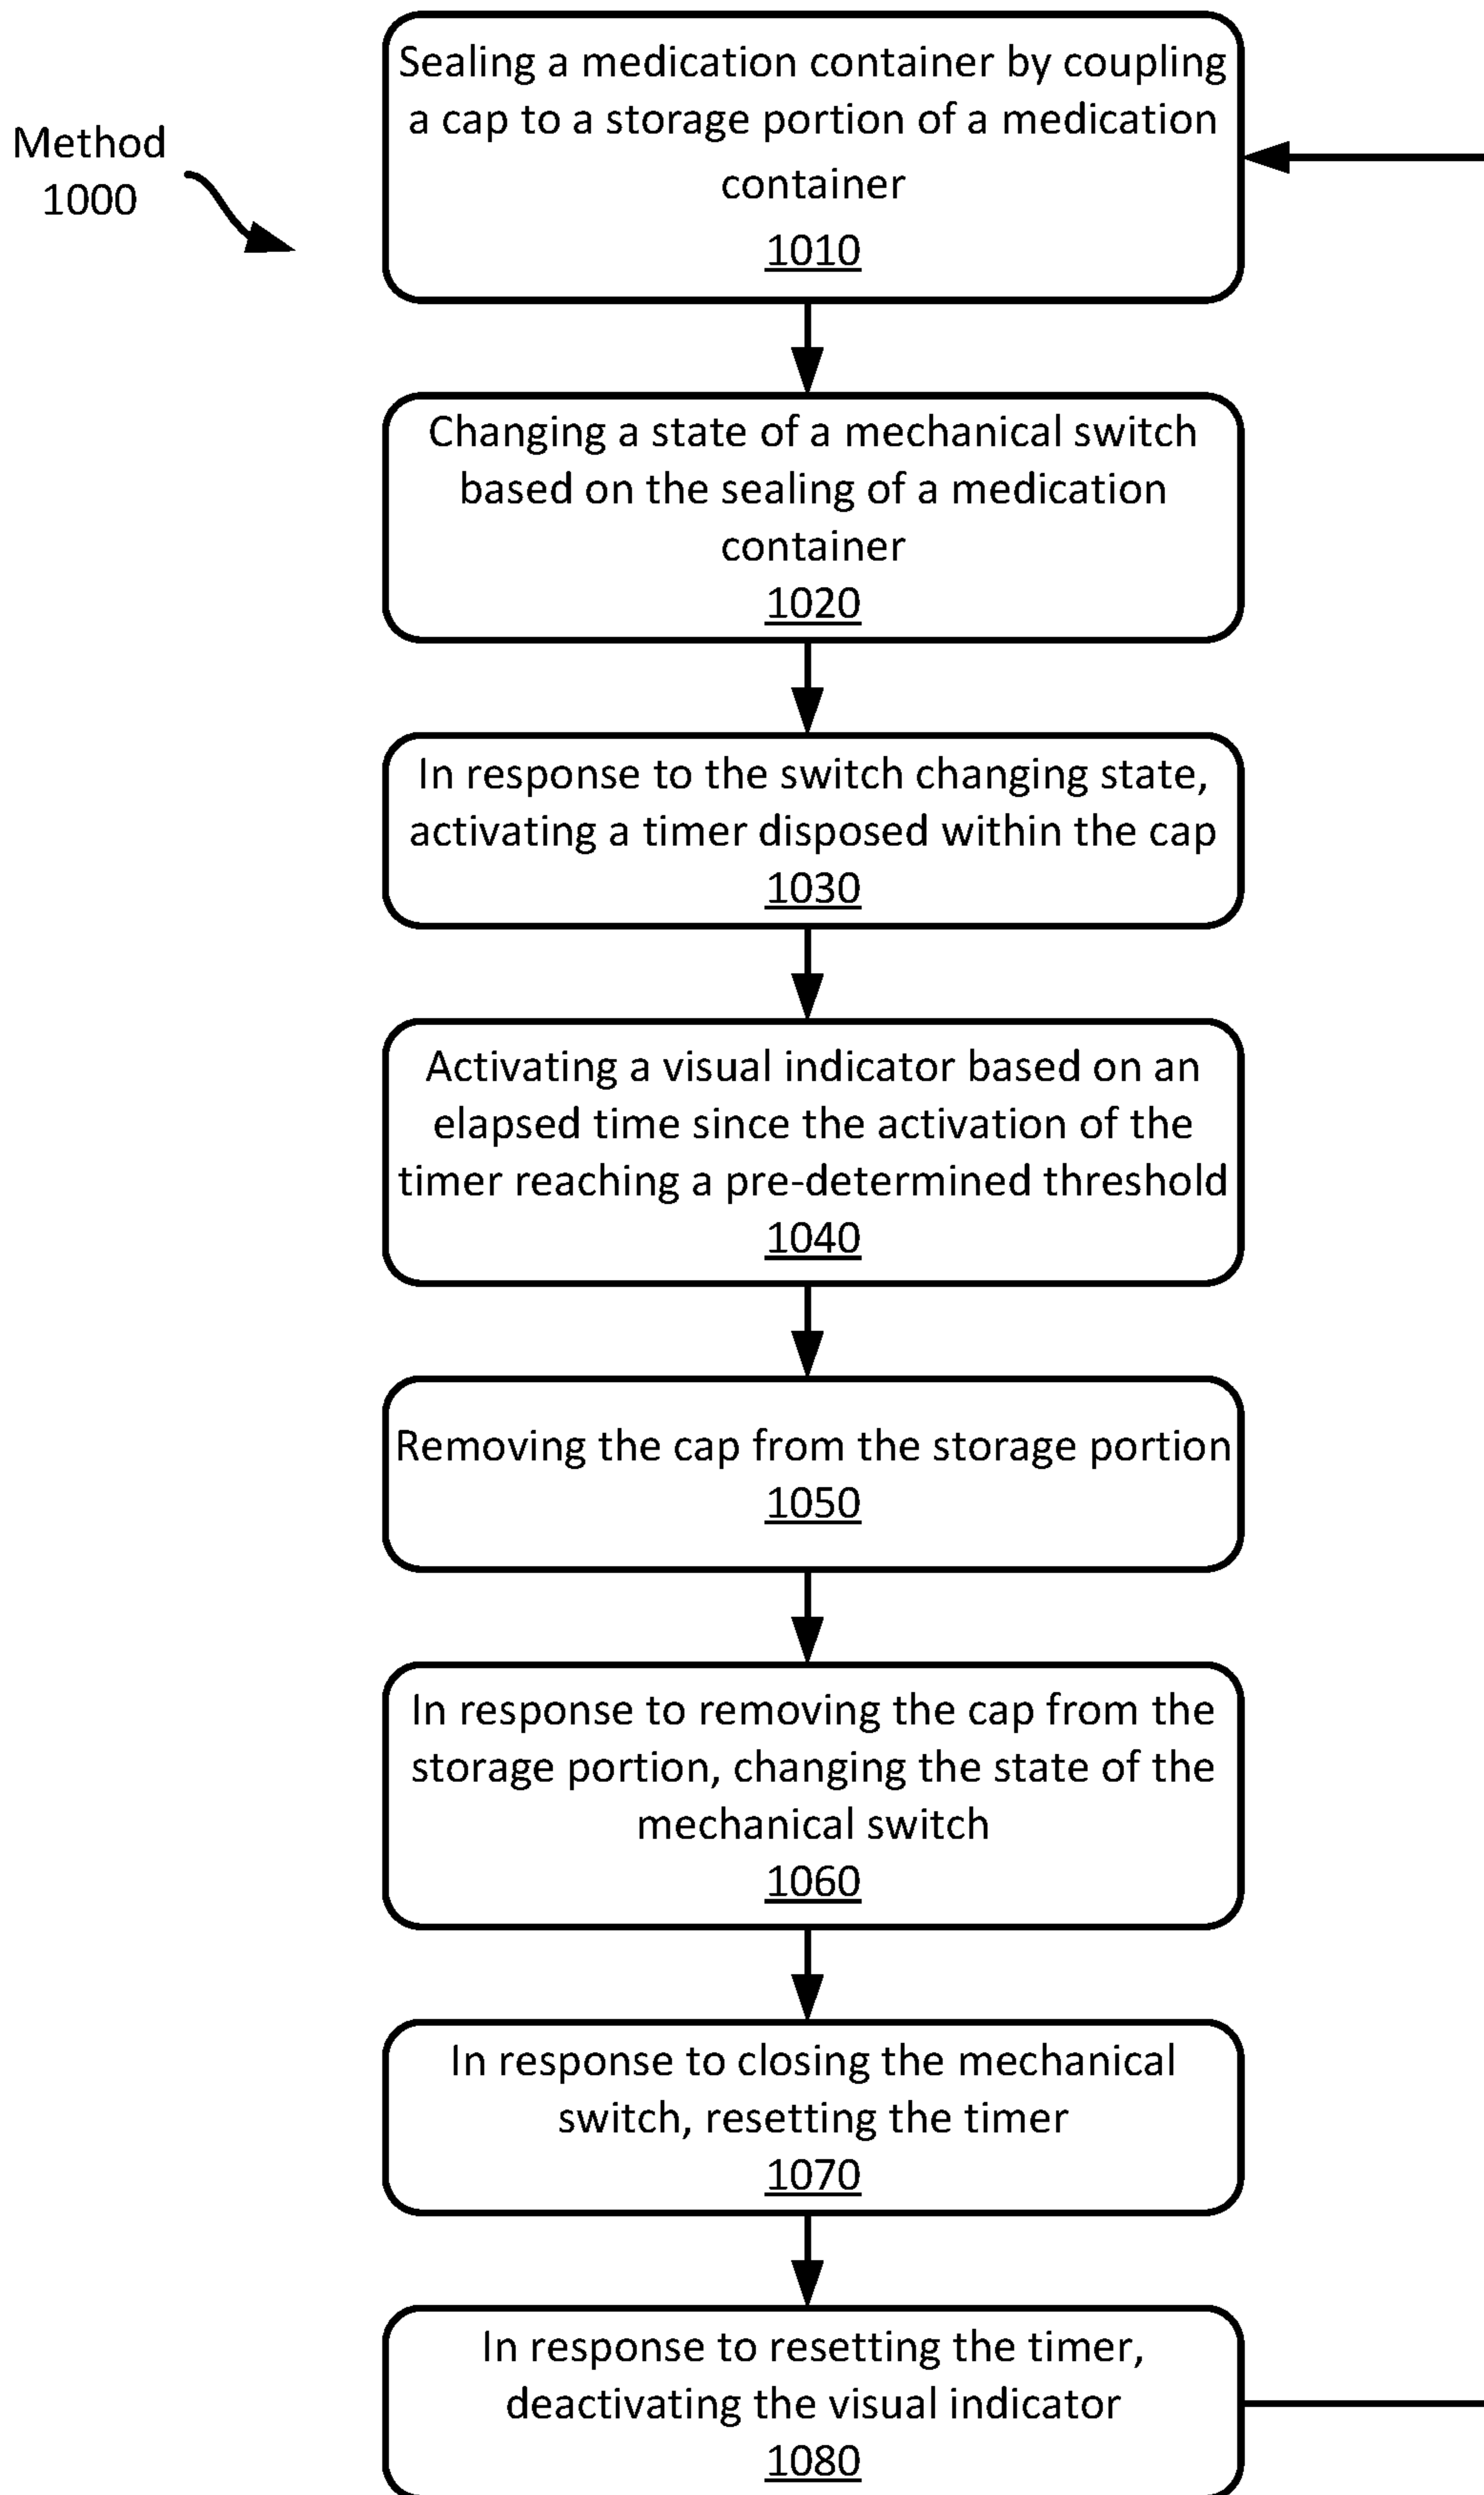 Method
1000
Sealing a medication container by coupling
a cap to a storage portion of a medication
container
1010
Changing a state of a mechanical switch
based on the sealing of a medication
container
1020
In response to the switch changing state,
activating a timer disposed within the cap
1030
Activating a visual indicator based on an
elapsed time since the activation of the
timer reaching a pre-determined threshold
1040
Removing the cap from the storage portion
1050
In response to removing the cap from the
storage portion, changing the state of the
mechanical switch
1060
In response to closing the mechanical
switch, resetting the timer
1070
In response to resetting the timer,
deactivating the visual indicator
1080